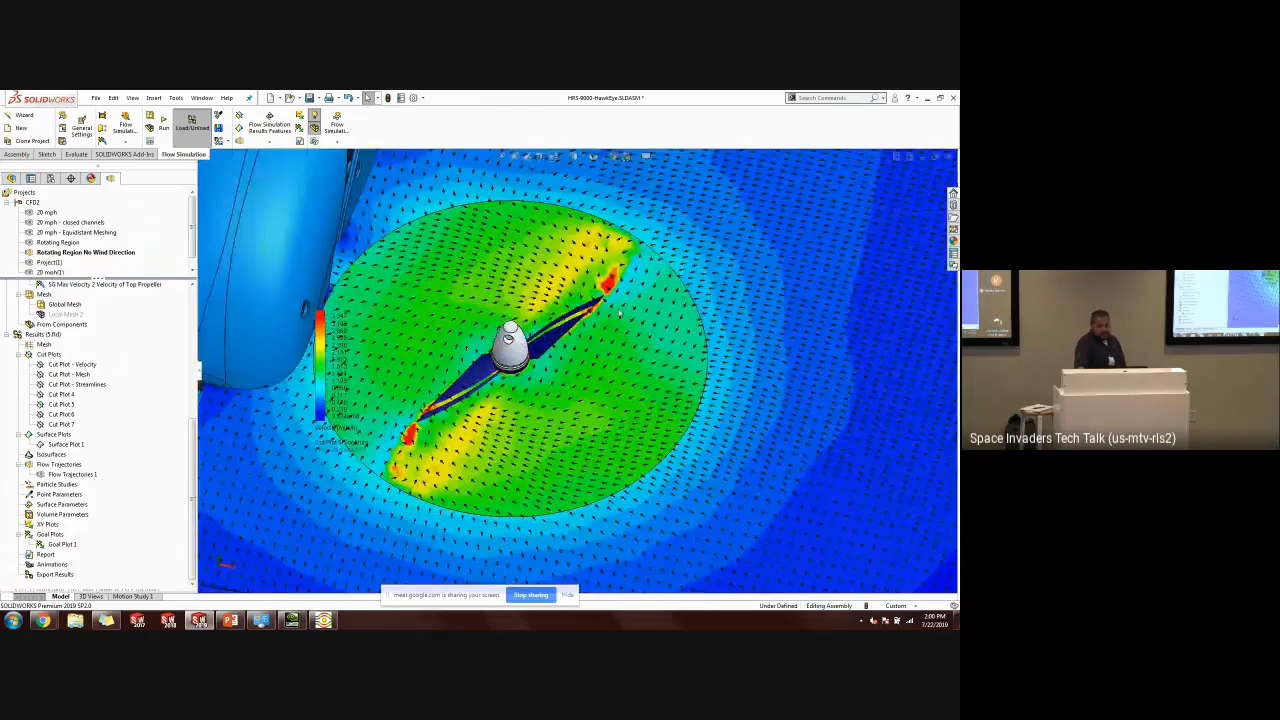 SOLIDWORKS
File Edit View Insert Tools Window Help
HRS-9000-HawkEye.SLDASM *
Search Commands
Wizard
New
Clone Project
General Settings
Flow Simulati...
Run
Load/Unload
Flow Simulation Results Features
Flow Simulati...
Assembly Sketch Evaluate SOLIDWORKS Add-Ins Flow Simulation
Projects
CFD2
20 mph
20 mph - closed channels
20 mph - Equidistant Meshing
Rotating Region
Rotating Region No Wind Direction
Project(1)
20 mph(1)
SG Max Velocity 2 Velocity of Top Propeller
Mesh
Global Mesh
Local Mesh 2
From Components
Results (5.fld)
Mesh
Cut Plots
Cut Plot - Velocity
Cut Plot - Mesh
Cut Plot - Streamlines
Cut Plot 4
Cut Plot 5
Cut Plot 6
Cut Plot 7
Surface Plots
Surface Plot 1
Isosurfaces
Flow Trajectories
Flow Trajectories 1
Particle Studies
Point Parameters
Surface Parameters
Volume Parameters
XY Plots
Goal Plots
Goal Plot 1
Report
Animations
Export Results
meet.google.com is sharing your screen. Stop sharing Hide
Model 3D Views Motion Study 1
SOLIDWORKS Premium 2019 SP2.0
Under Defined Editing Assembly Custom
2:00 PM
7/22/2019
Space Invaders Tech Talk (us-mtv-rls2)